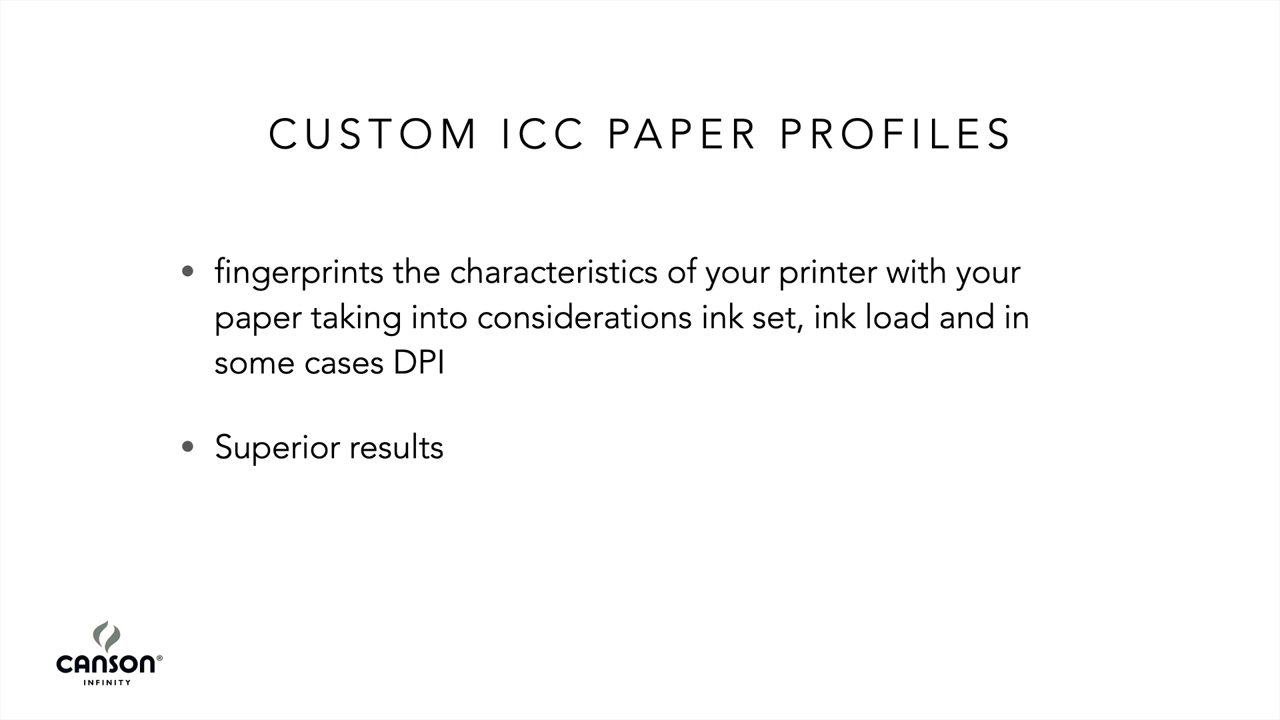 CUSTOM ICC PAPER PROFILES
• fingerprints the characteristics of your printer with your
paper taking into considerations ink set, ink load and in
some cases DPI
• Superior results
CANSON®
INFINITY